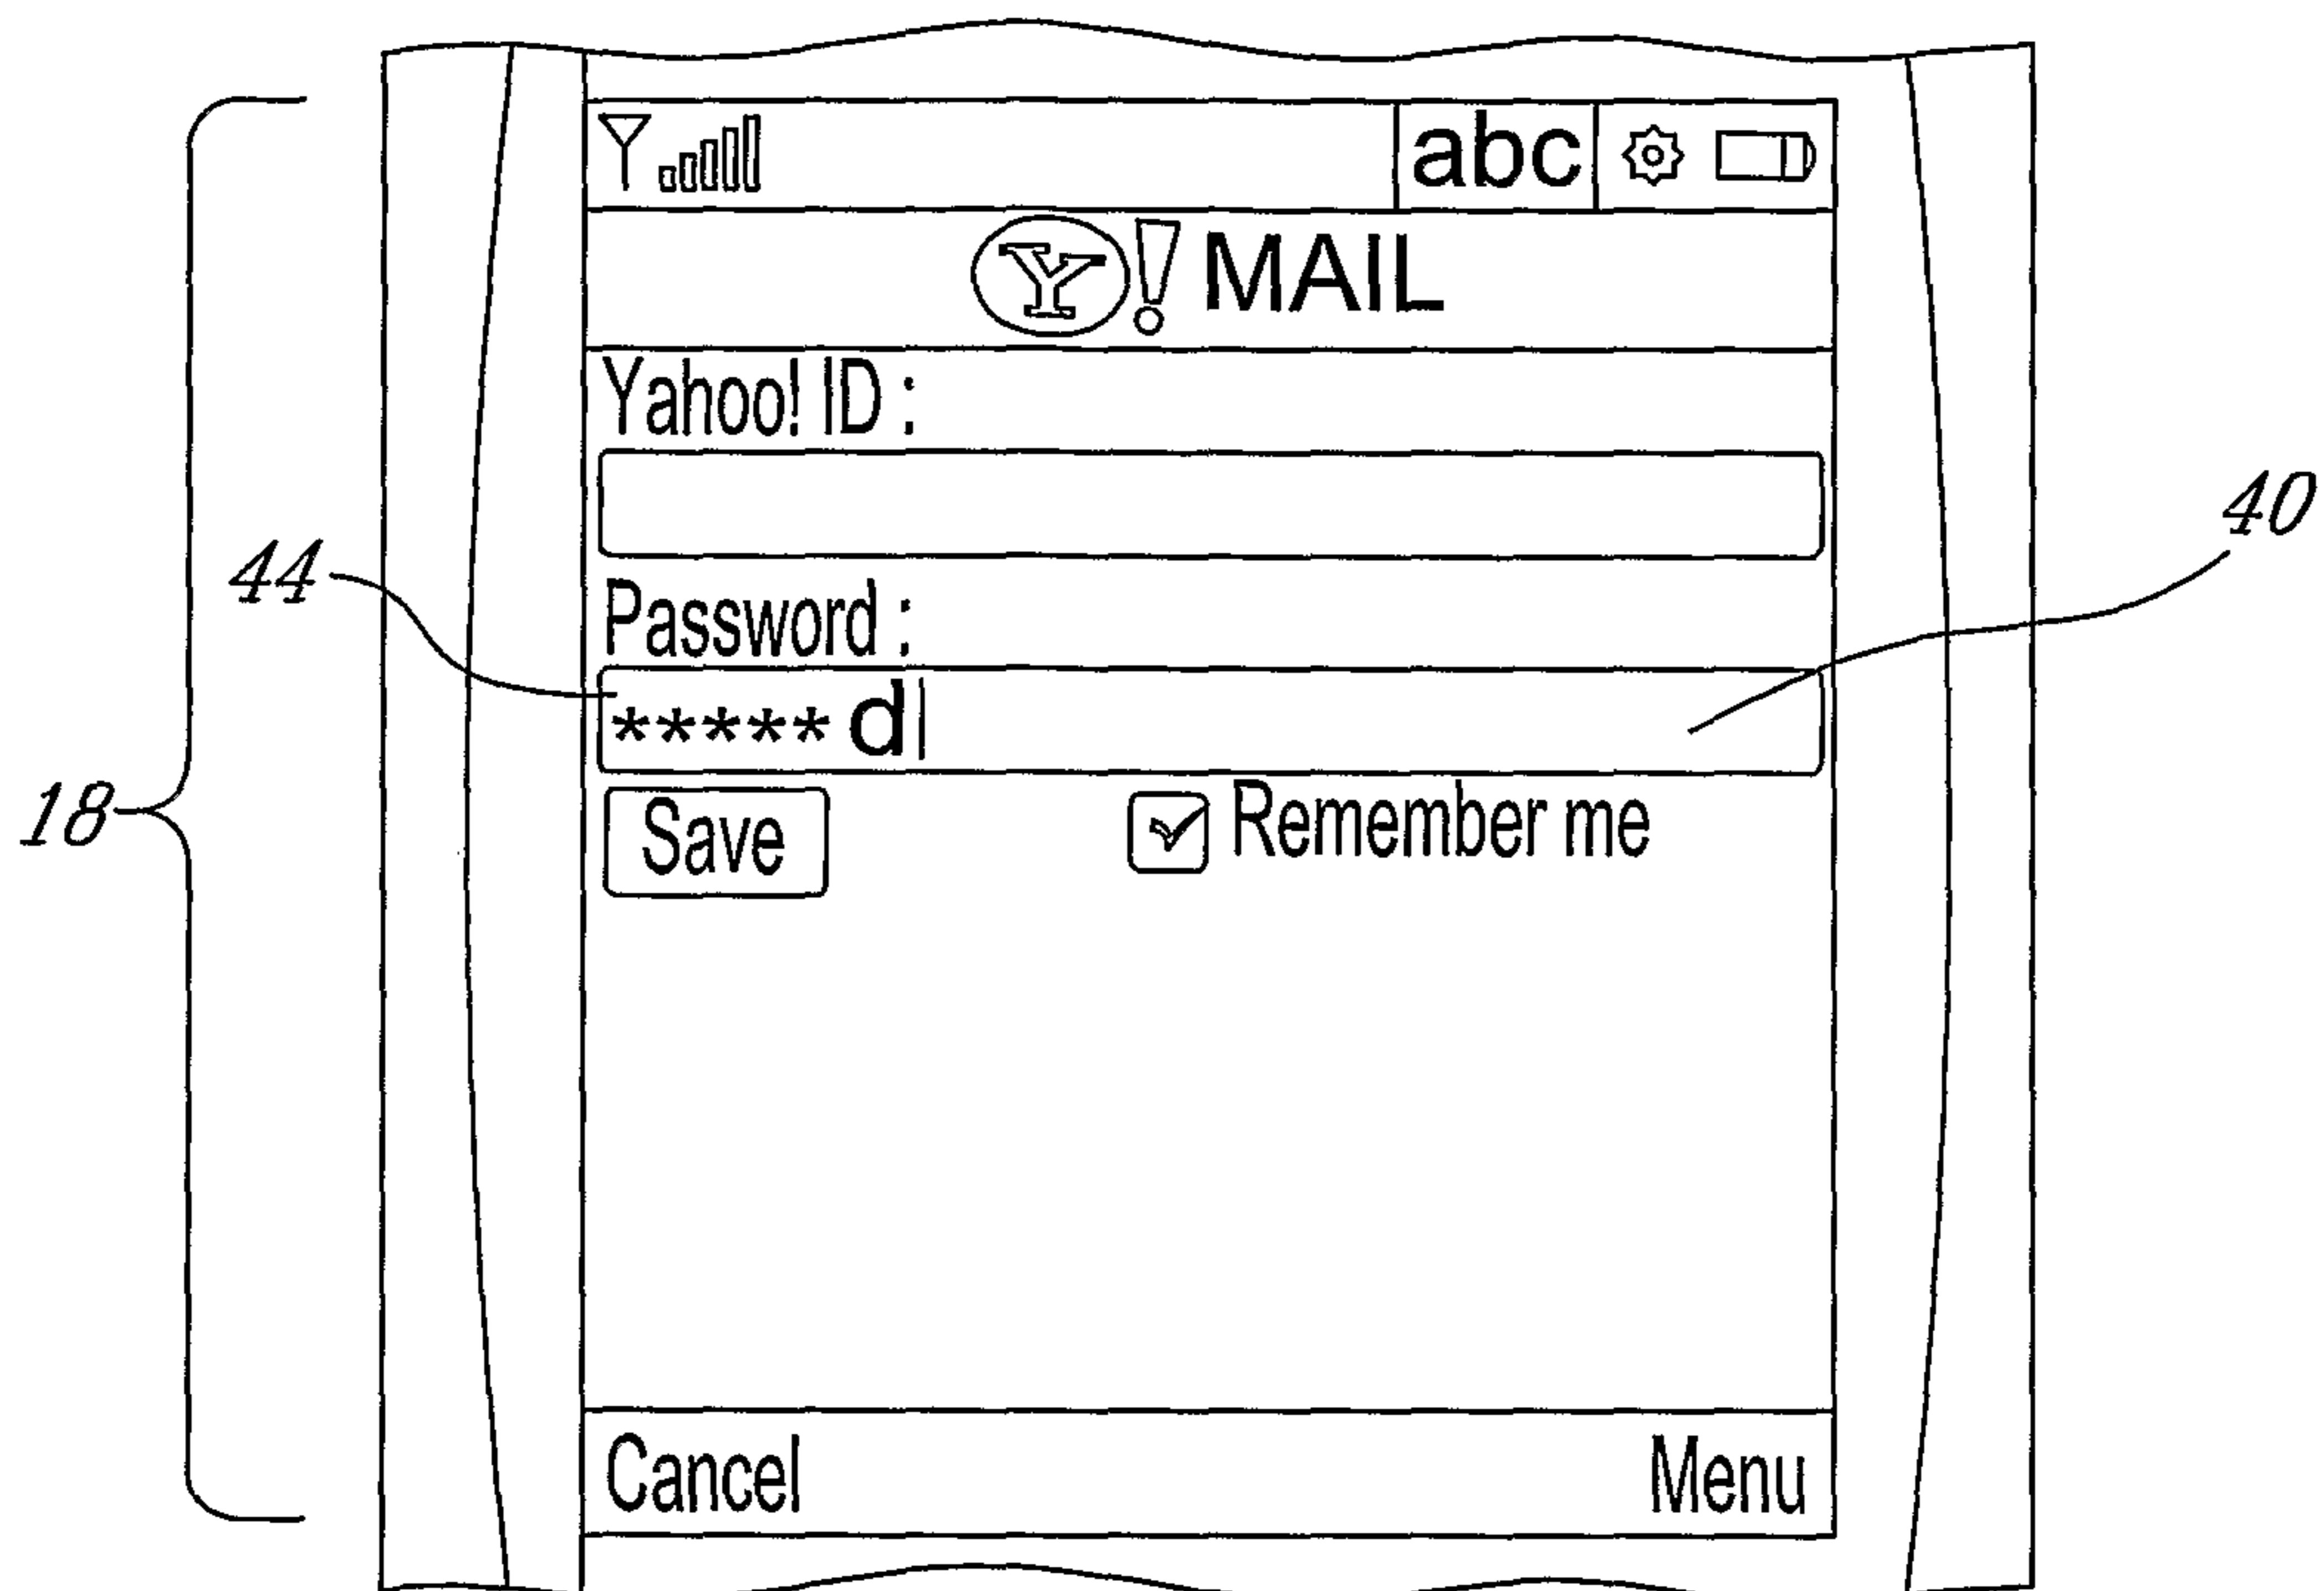 abc
Y! MAIL
Yahoo! ID :
40
44
Password :
***** d|
18
Save Remember me
Cancel Menu